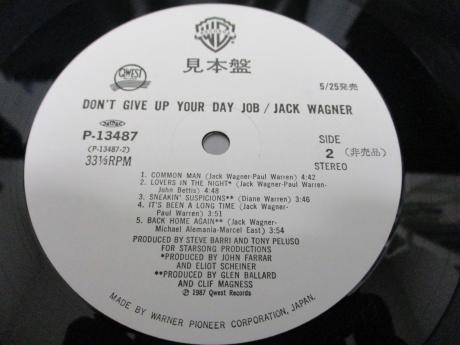 QWEST
見本盤
5/25発売
DON'T GIVE UP YOUR DAY JOB / JACK WAGNER
P-13487
(P-13487-2)
33⅓RPM
SIDE
2 (非売品)
STEREO
1. COMMON MAN (Jack Wagner-Paul Warren) 4:42
2. LOVERS IN THE NIGHT* (Jack Wagner-Paul Warren-
John Bettis) 4:48
3. SNEAKIN' SUSPICIONS** (Diane Warren) 3:46
4. IT'S BEEN A LONG TIME (Jack Wagner-
Paul Warren) 3:51
5. BACK HOME AGAIN** (Jack Wagner-
Michael Alemania-Marcel East) 3:54
PRODUCED BY STEVE BARRI AND TONY PELUSO
FOR STARSONG PRODUCTIONS
*PRODUCED BY JOHN FARRAR
AND ELIOT SCHEINER
**PRODUCED BY GLEN BALLARD
AND CLIF MAGNESS
℗ 1987 Qwest Records
MADE BY WARNER PIONEER CORPORATION, JAPAN.